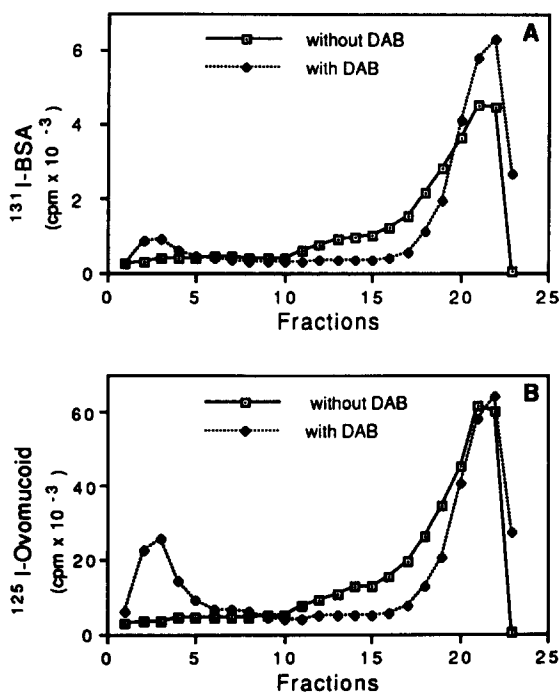 A
without DAB
with DAB
131 I-BSA
(cpm x 10 -3)
6
4
2
0
0 5 10 15 20 25
Fractions
B
without DAB
with DAB
125 I-Ovomucoid
(cpm x 10 -3)
60
40
20
0
0 5 10 15 20 25
Fractions